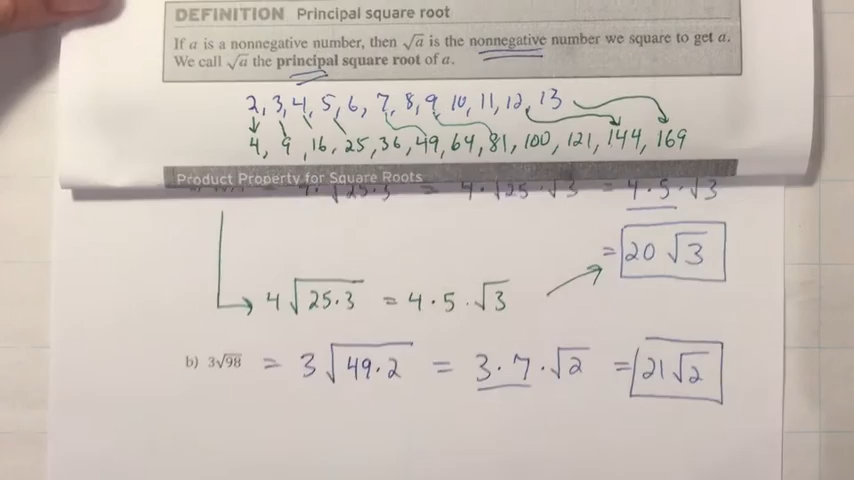 DEFINITION Principal square root
If a is a nonnegative number, then √a is the nonnegative number we square to get a.
We call √a the principal square root of a.
2, 3, 4, 5, 6, 7, 8, 9, 10, 11, 12, 13
4, 9, 16, 25, 36, 49, 64, 81, 100, 121, 144, 169
Product Property for Square Roots
4·√25·3 = 4·√25·√3 = 4·5·√3
= 20√3
4√25·3 = 4·5·√3
b) 3√98 = 3√49·2 = 3·7·√2 = 21√2